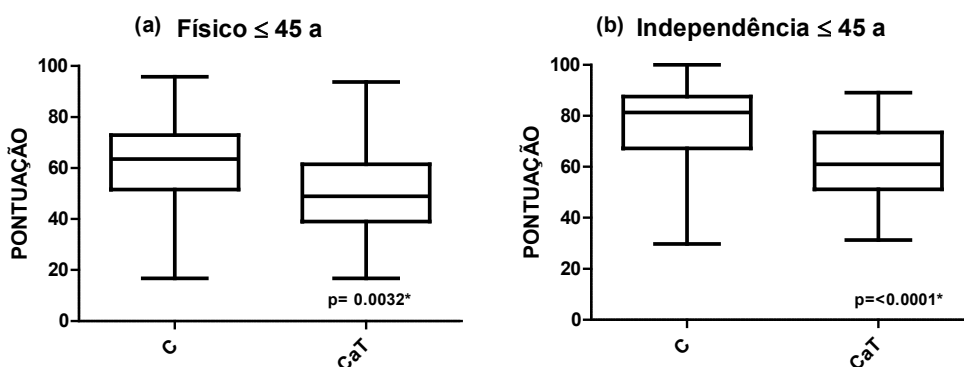 (a) Físico ≤ 45 a
PONTUAÇÃO
100
80
60
40
20
0
p= 0.0032*
C
CaT
(b) Independência ≤ 45 a
PONTUAÇÃO
100
80
60
40
20
0
p=<0.0001*
C
CaT